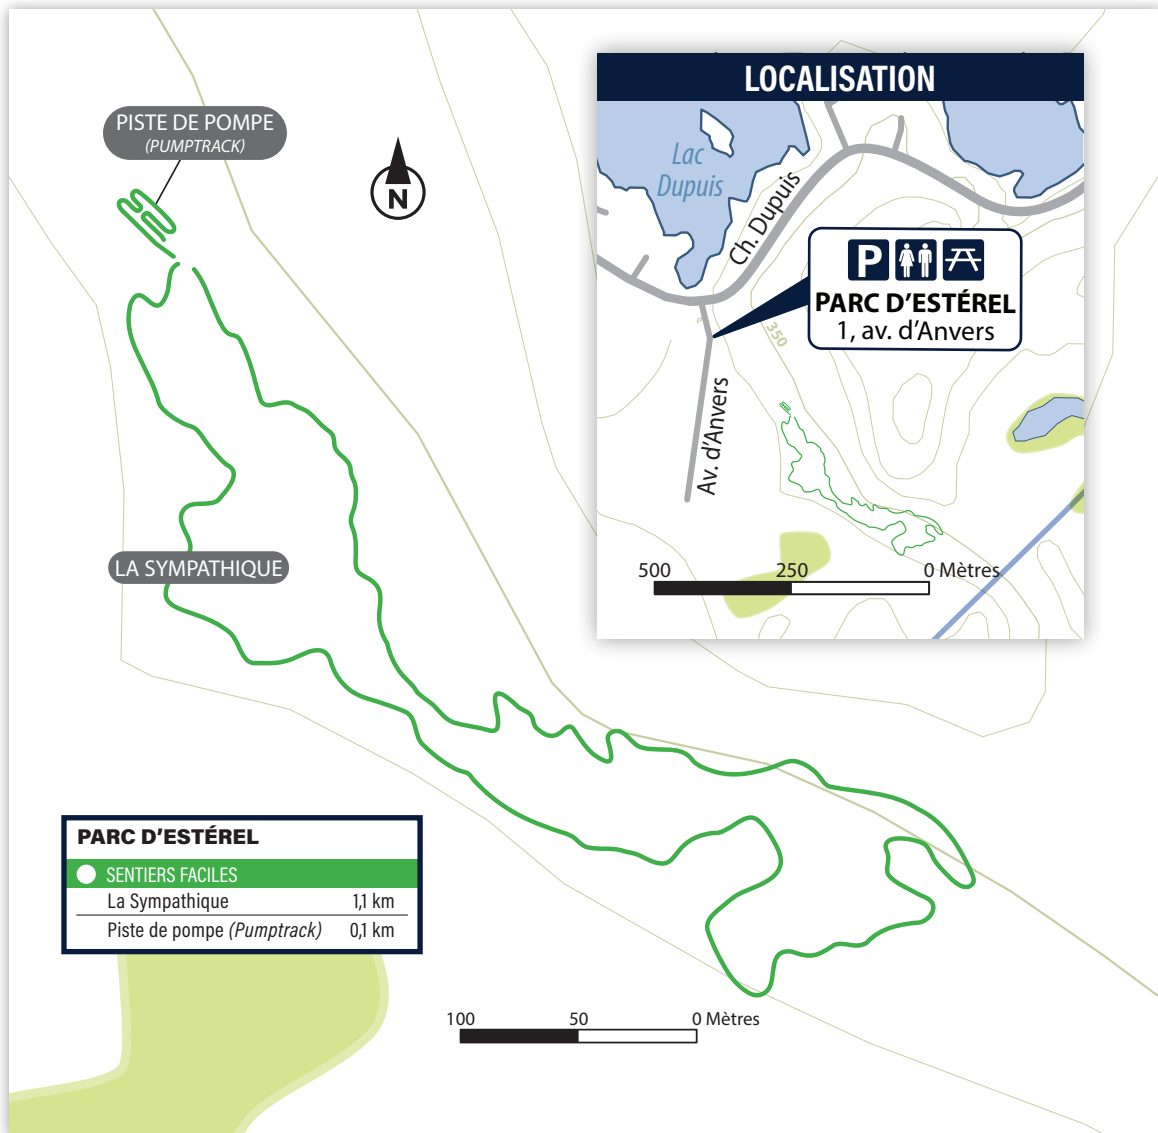 PISTE DE POMPE
(PUMPTRACK)
N
LOCALISATION
Lac
Dupuis
Ch. Dupuis
P
PARC D'ESTÉREL
1, av. d'Anvers
350
Av. d'Anvers
500 250 0 Mètres
LA SYMPATHIQUE
PARC D'ESTÉREL
SENTIERS FACILES
La Sympathique 1,1 km
Piste de pompe (Pumptrack) 0,1 km
100 50 0 Mètres